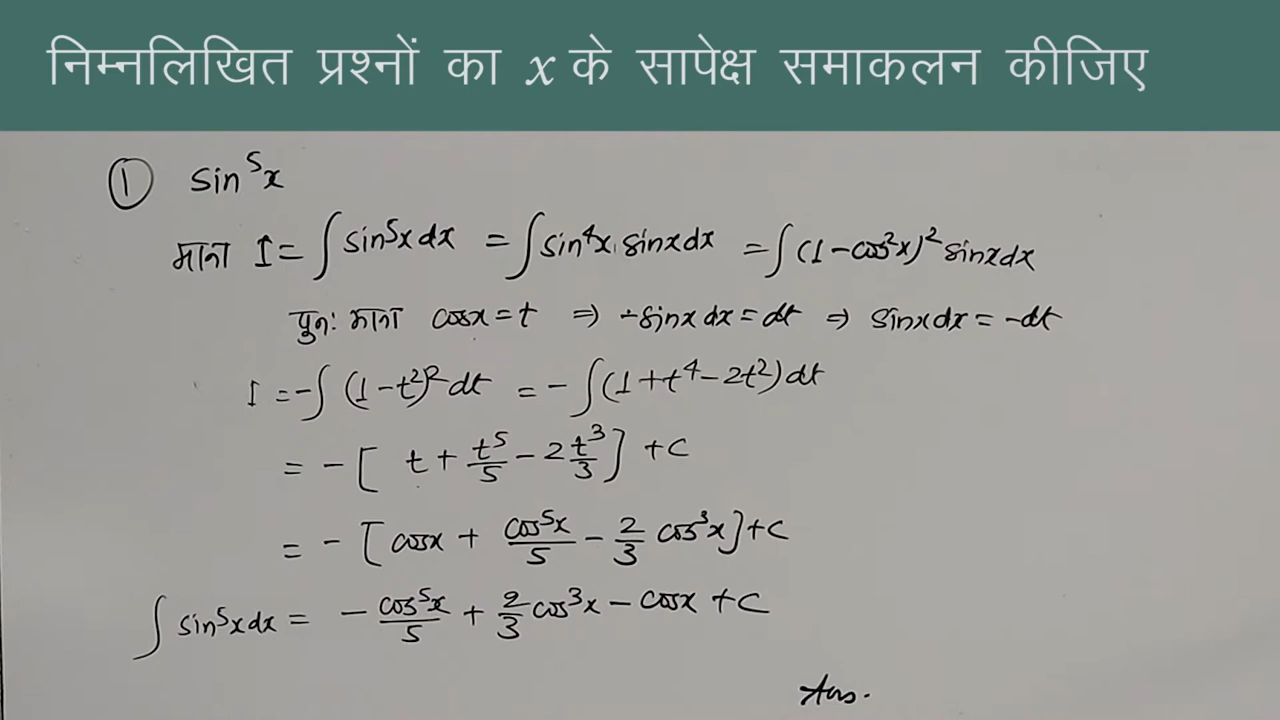 निम्नलिखित प्रश्नों का x के सापेक्ष समाकलन कीजिए
① sin⁵x
माना I = ∫ sin⁵x dx = ∫ sin⁴x. sinx dx = ∫ (1 - cos²x)² sinx dx
पुनः माना cosx = t ⇒ -sinx dx = dt ⇒ sinx dx = -dt
I = -∫ (1 - t²)² dt = - ∫ (1 + t⁴ - 2t²) dt
= - [ t + t⁵/5 - 2 t³/3 ] + c
= - [ cosx + cos⁵x/5 - 2/3 cos³x ] + c
∫ sin⁵x dx = - cos⁵x/5 + 2/3 cos³x - cosx + c
Ans.